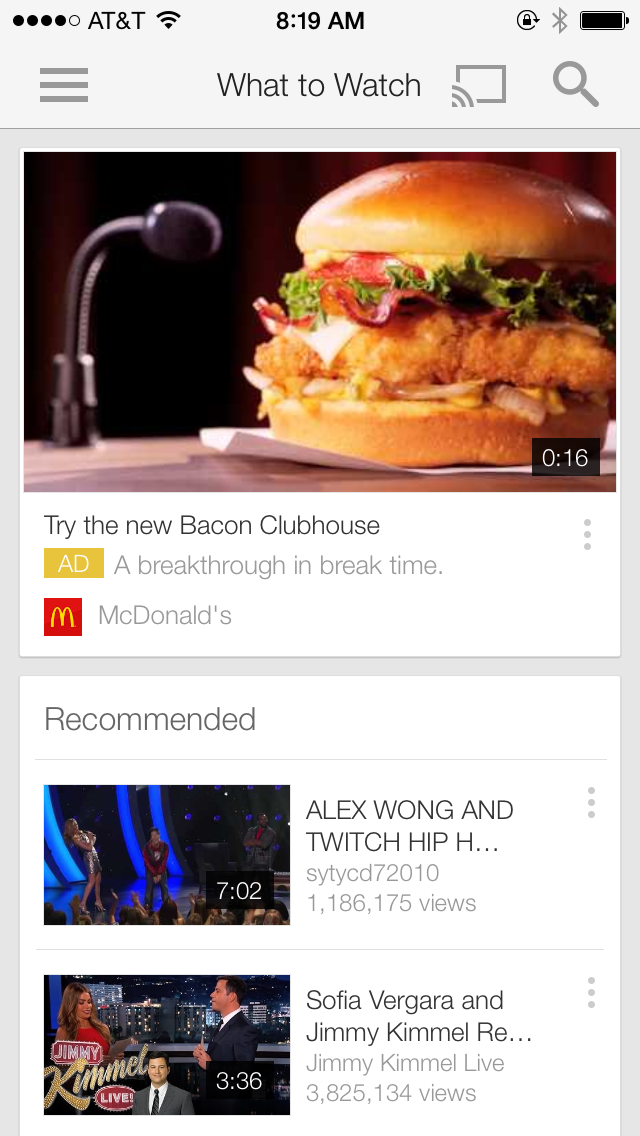 AT&T 8:19 AM
What to Watch
0:16
Try the new Bacon Clubhouse
AD A breakthrough in break time.
McDonald's
Recommended
7:02
ALEX WONG AND
TWITCH HIP H...
sytycd72010
1,186,175 views
JIMMY
Kimmel
LIVE!
3:36
Sofia Vergara and
Jimmy Kimmel Re...
Jimmy Kimmel Live
3,825,134 views